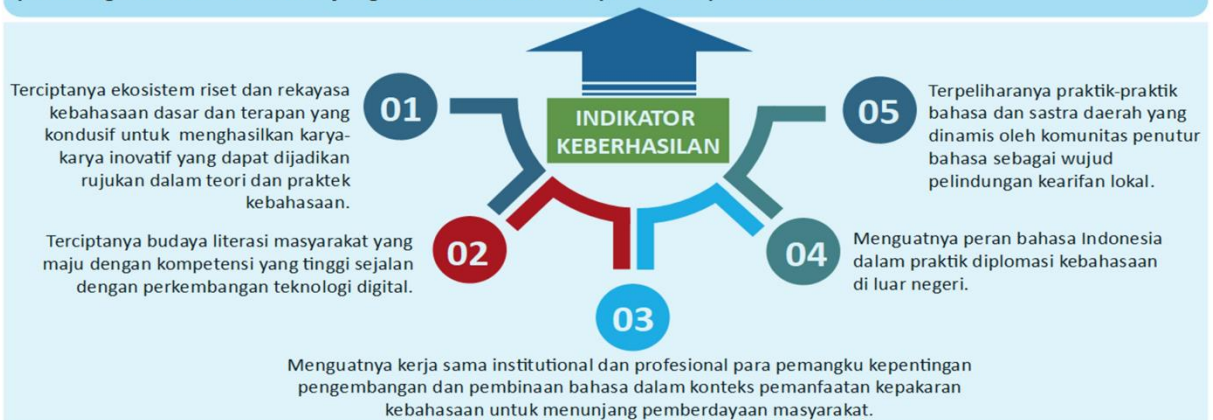 INDIKATOR
KEBERHASILAN
01
Terciptanya ekosistem riset dan rekayasa
kebahasaan dasar dan terapan yang
kondusif untuk menghasilkan karya-
karya inovatif yang dapat dijadikan
rujukan dalam teori dan praktek
kebahasaan.
02
Terciptanya budaya literasi masyarakat yang
maju dengan kompetensi yang tinggi sejalan
dengan perkembangan teknologi digital.
03
Menguatnya kerja sama institutional dan profesional para pemangku kepentingan
pengembangan dan pembinaan bahasa dalam konteks pemanfaatan kepakaran
kebahasaan untuk menunjang pemberdayaan masyarakat.
04
Menguatnya peran bahasa Indonesia
dalam praktik diplomasi kebahasaan
di luar negeri.
05
Terpeliharanya praktik-praktik
bahasa dan sastra daerah yang
dinamis oleh komunitas penutur
bahasa sebagai wujud
pelindungan kearifan lokal.